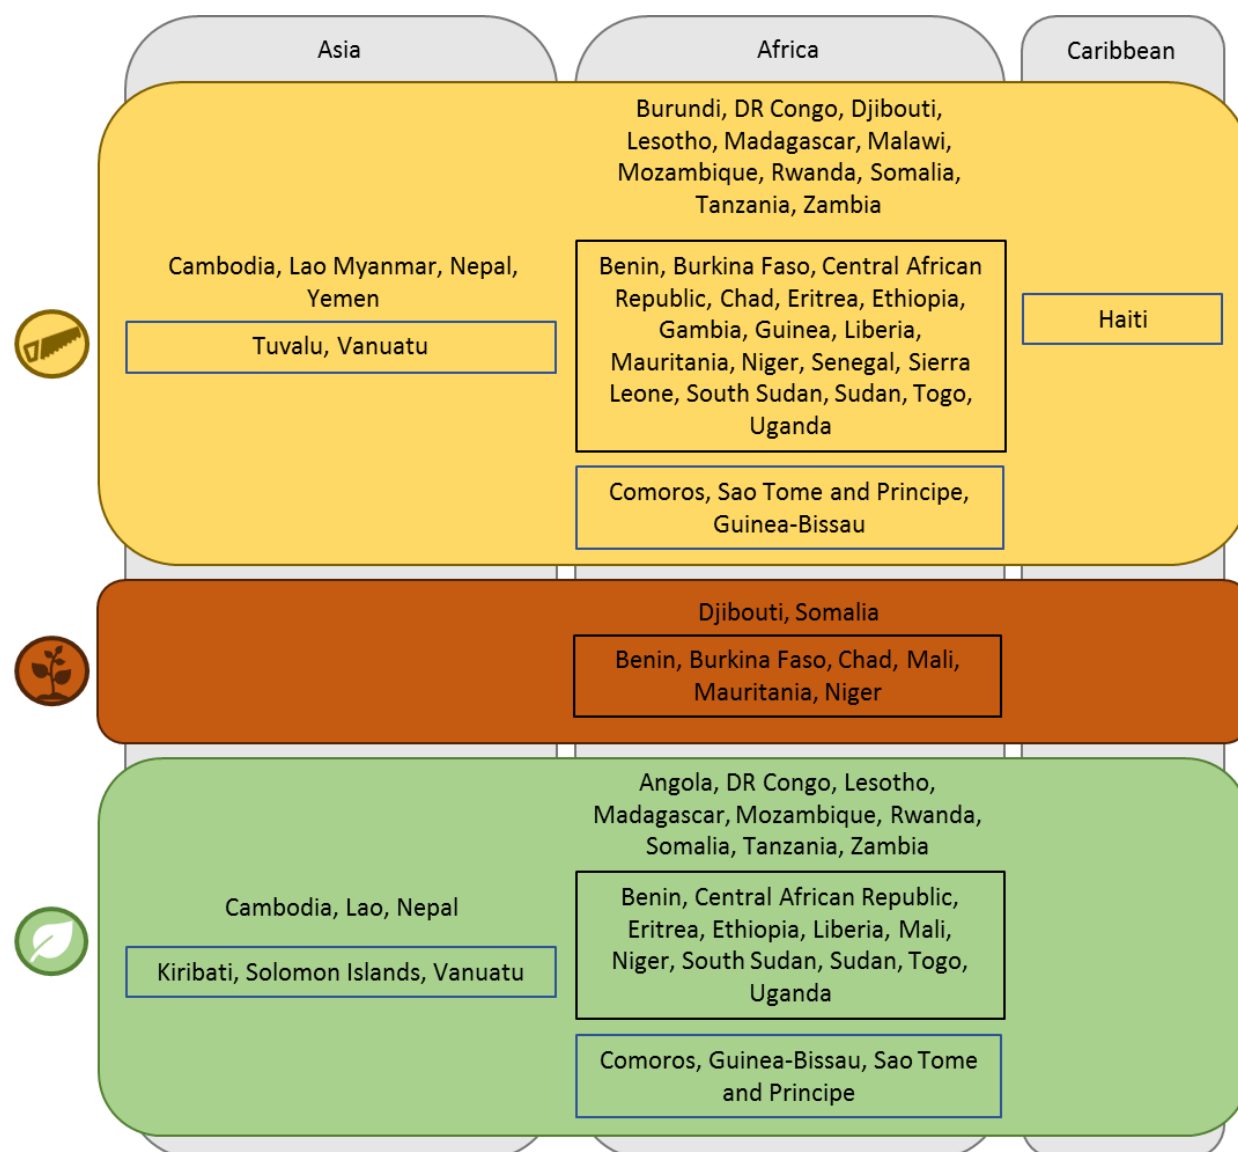 Asia
Africa
Caribbean
Burundi, DR Congo, Djibouti,
Lesotho, Madagascar, Malawi,
Mozambique, Rwanda, Somalia,
Tanzania, Zambia
Cambodia, Lao Myanmar, Nepal,
Yemen
Tuvalu, Vanuatu
Benin, Burkina Faso, Central African
Republic, Chad, Eritrea, Ethiopia,
Gambia, Guinea, Liberia,
Mauritania, Niger, Senegal, Sierra
Leone, South Sudan, Sudan, Togo,
Uganda
Haiti
Comoros, Sao Tome and Principe,
Guinea-Bissau
Djibouti, Somalia
Benin, Burkina Faso, Chad, Mali,
Mauritania, Niger
Angola, DR Congo, Lesotho,
Madagascar, Mozambique, Rwanda,
Somalia, Tanzania, Zambia
Cambodia, Lao, Nepal
Kiribati, Solomon Islands, Vanuatu
Benin, Central African Republic,
Eritrea, Ethiopia, Liberia, Mali,
Niger, South Sudan, Sudan, Togo,
Uganda
Comoros, Guinea-Bissau, Sao Tome
and Principe